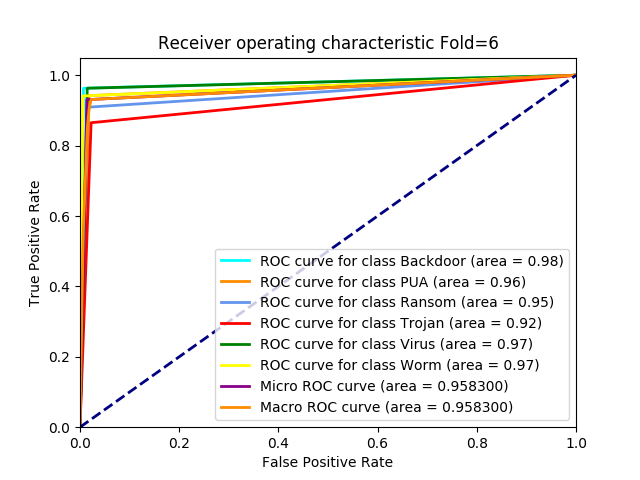 Receiver operating characteristic Fold=6
1.0
0.8
0.6
0.4
0.2
0.0
True Positive Rate
ROC curve for class Backdoor (area = 0.98)
ROC curve for class PUA (area = 0.96)
ROC curve for class Ransom (area = 0.95)
ROC curve for class Trojan (area = 0.92)
ROC curve for class Virus (area = 0.97)
ROC curve for class Worm (area = 0.97)
Micro ROC curve (area = 0.958300)
Macro ROC curve (area = 0.958300)
0.0 0.2 0.4 0.6 0.8 1.0
False Positive Rate